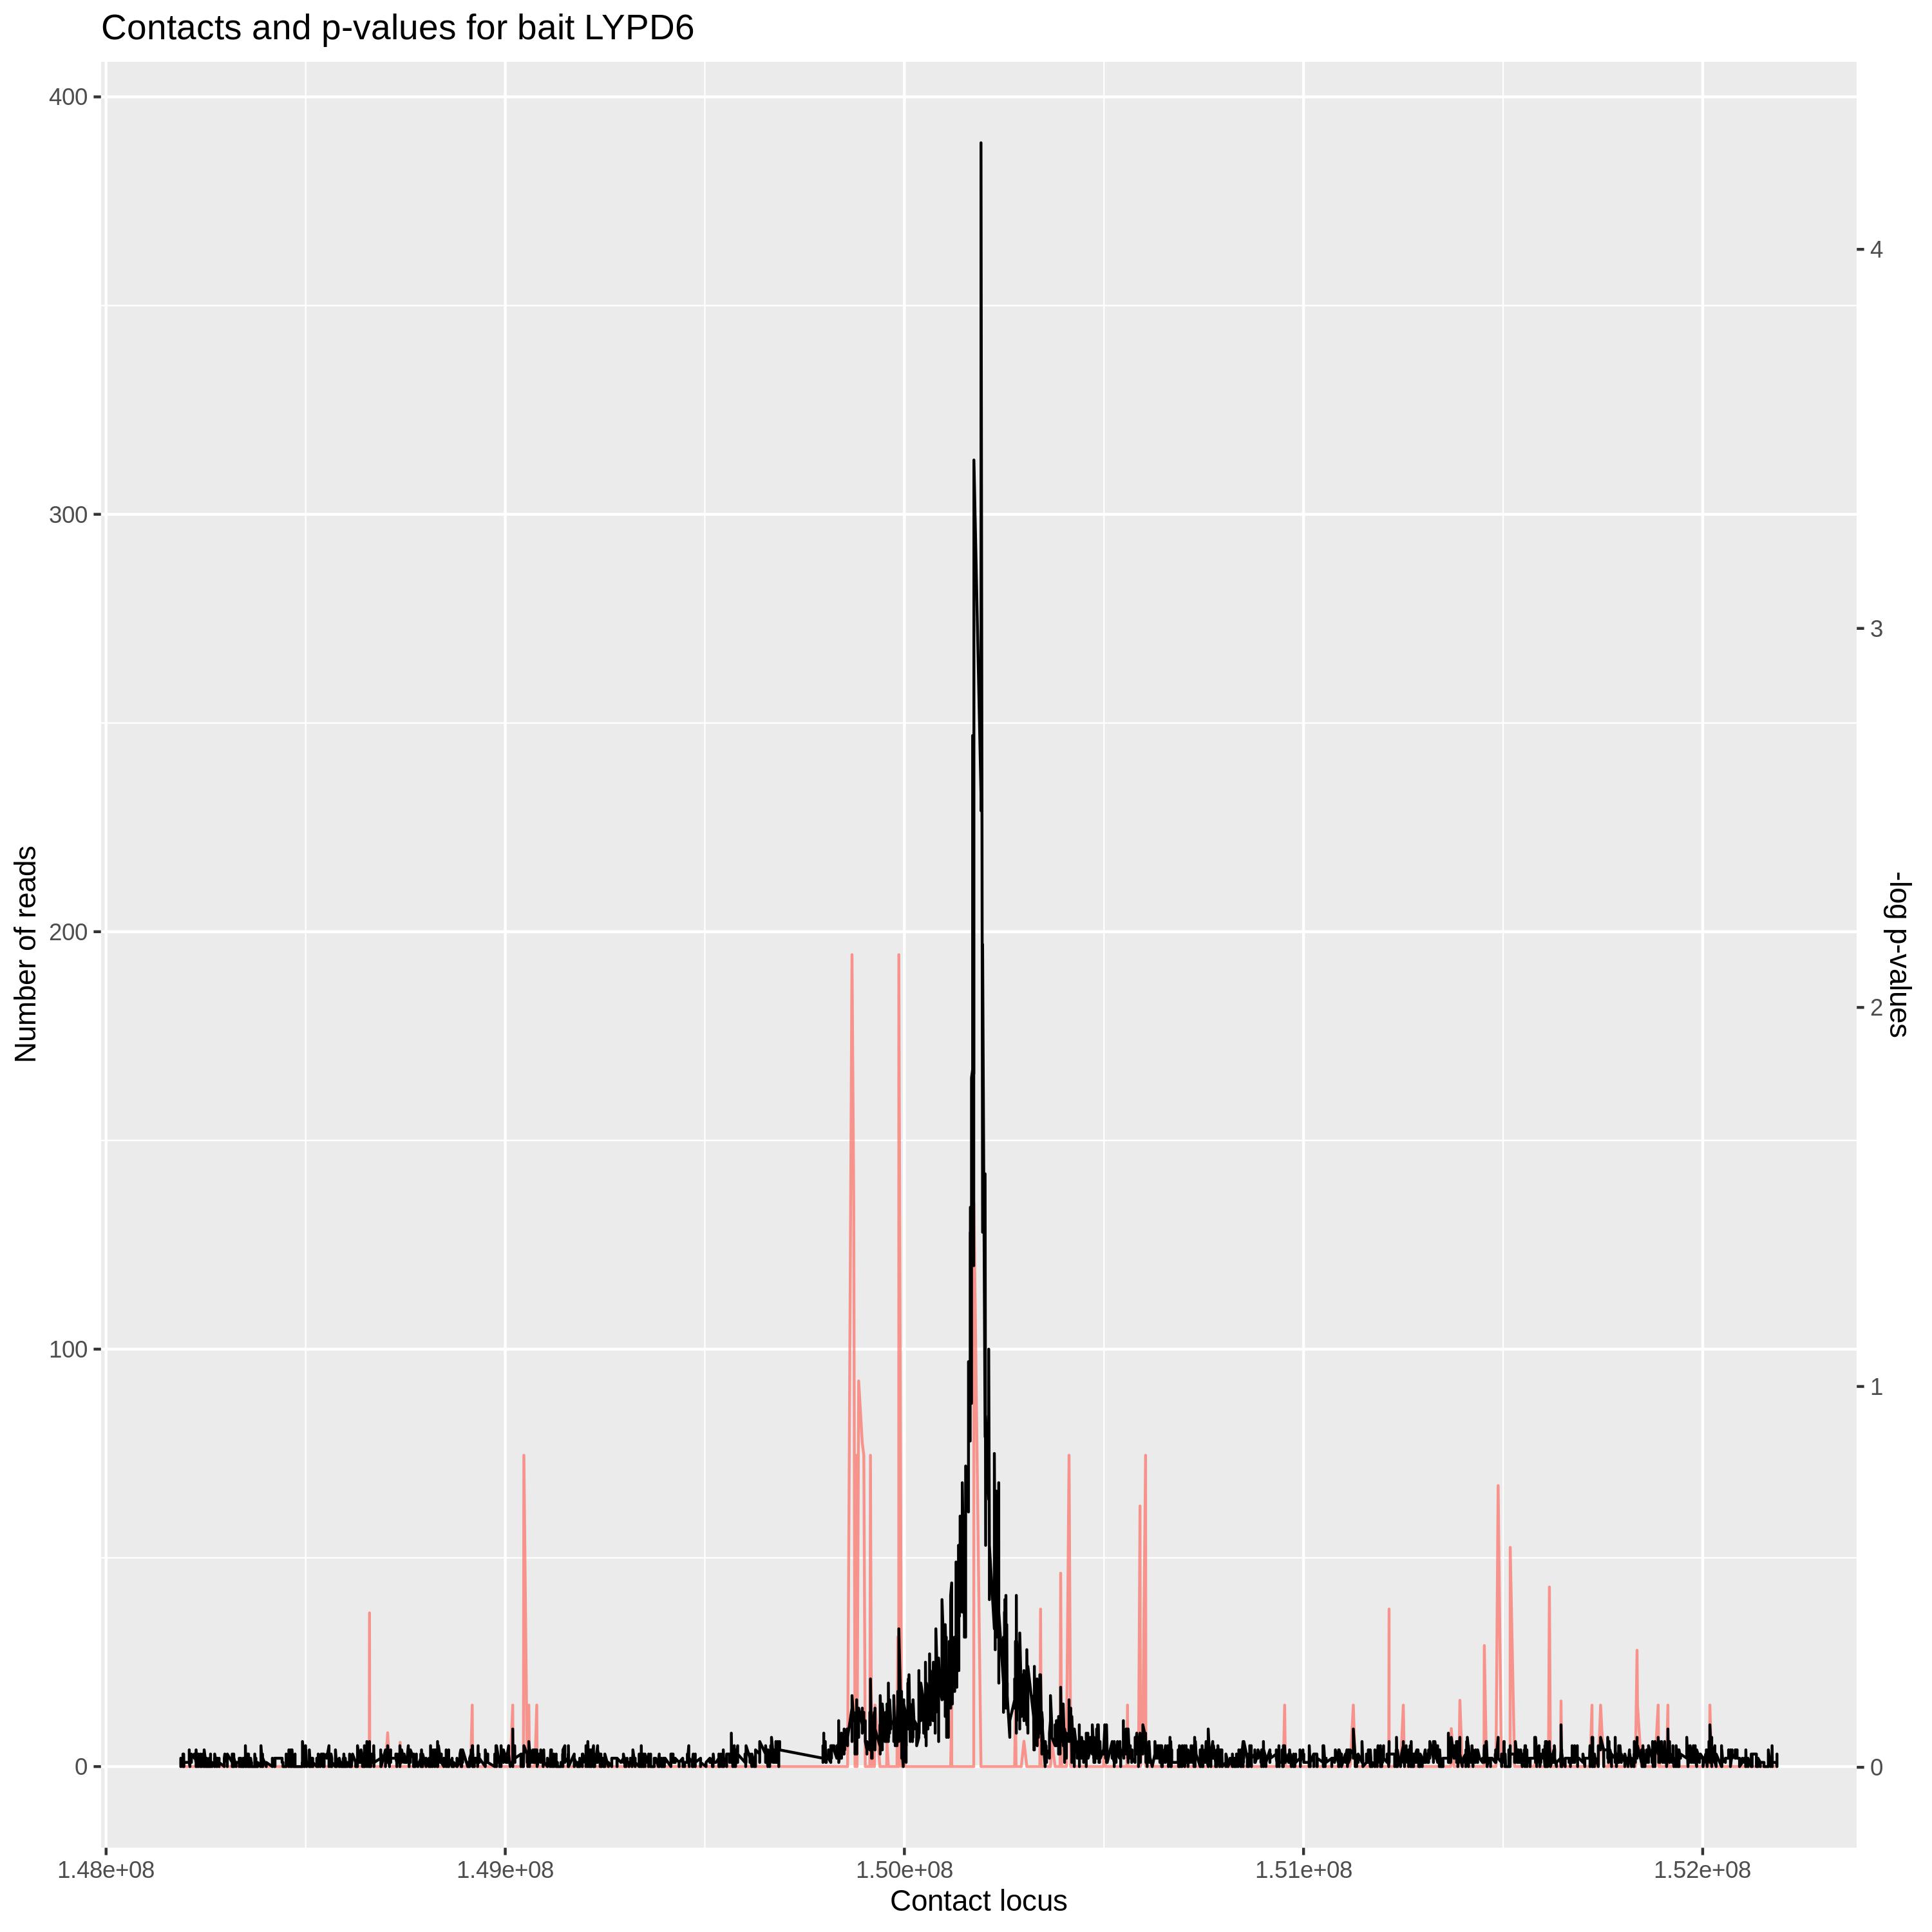 Contacts and p-values for bait LYPD6
400
300
200
100
0
Number of reads
4
3
2
1
0
-log p-values
1.48e+08
1.49e+08
1.50e+08
1.51e+08
1.52e+08
Contact locus